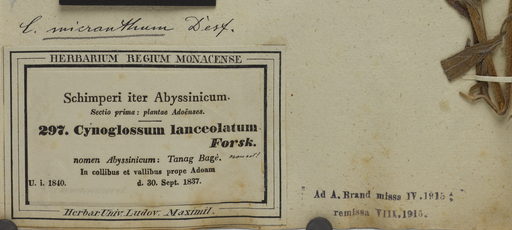 C. micranthum Desf.
HERBARIUM REGIUM MONACENSE
Schimperi iter Abyssinicum.
Sectio prima: plantae Adoënses.
297. Cynoglossum lanceolatum
Forsk.
nomen Abyssinicum: Tanag Bagé.
In collibus et vallibus prope Adoam
U. i. 1840. d. 30. Sept. 1837.
Herbar. Univ. Ludov. Maximil.
Ad A. Brand missa IV. 1915;
remissa VIII. 1915.